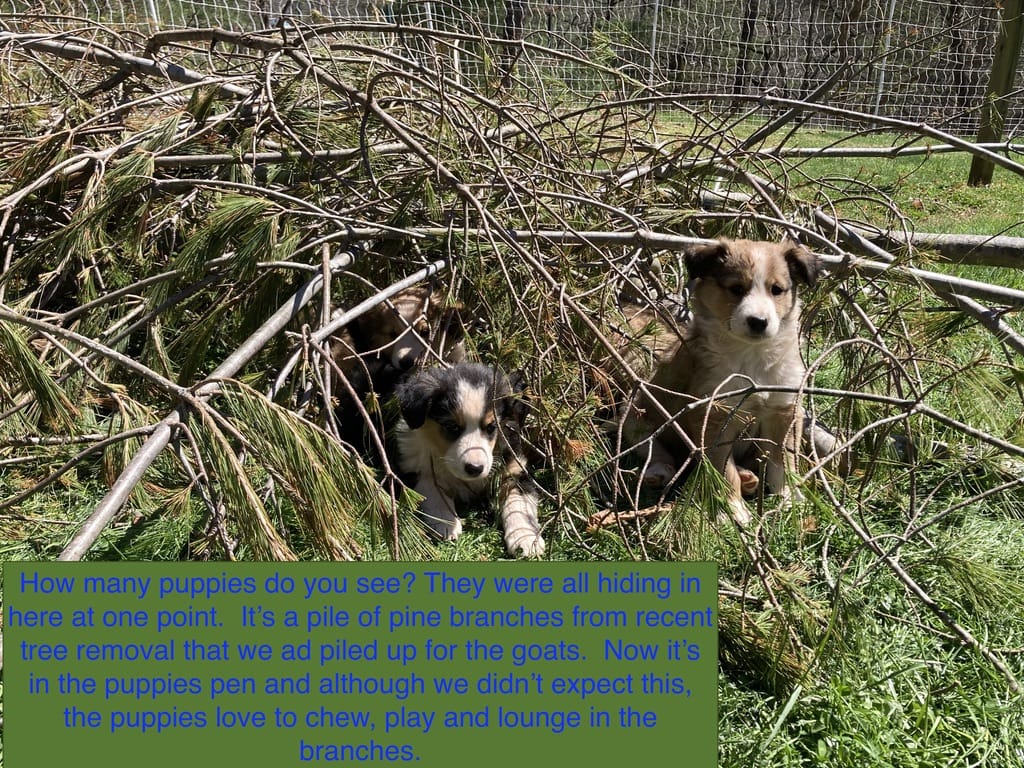 How many puppies do you see? They were all hiding in
here at one point.  It’s a pile of pine branches from recent
tree removal that we ad piled up for the goats.  Now it’s
in the puppies pen and although we didn’t expect this,
the puppies love to chew, play and lounge in the
branches.